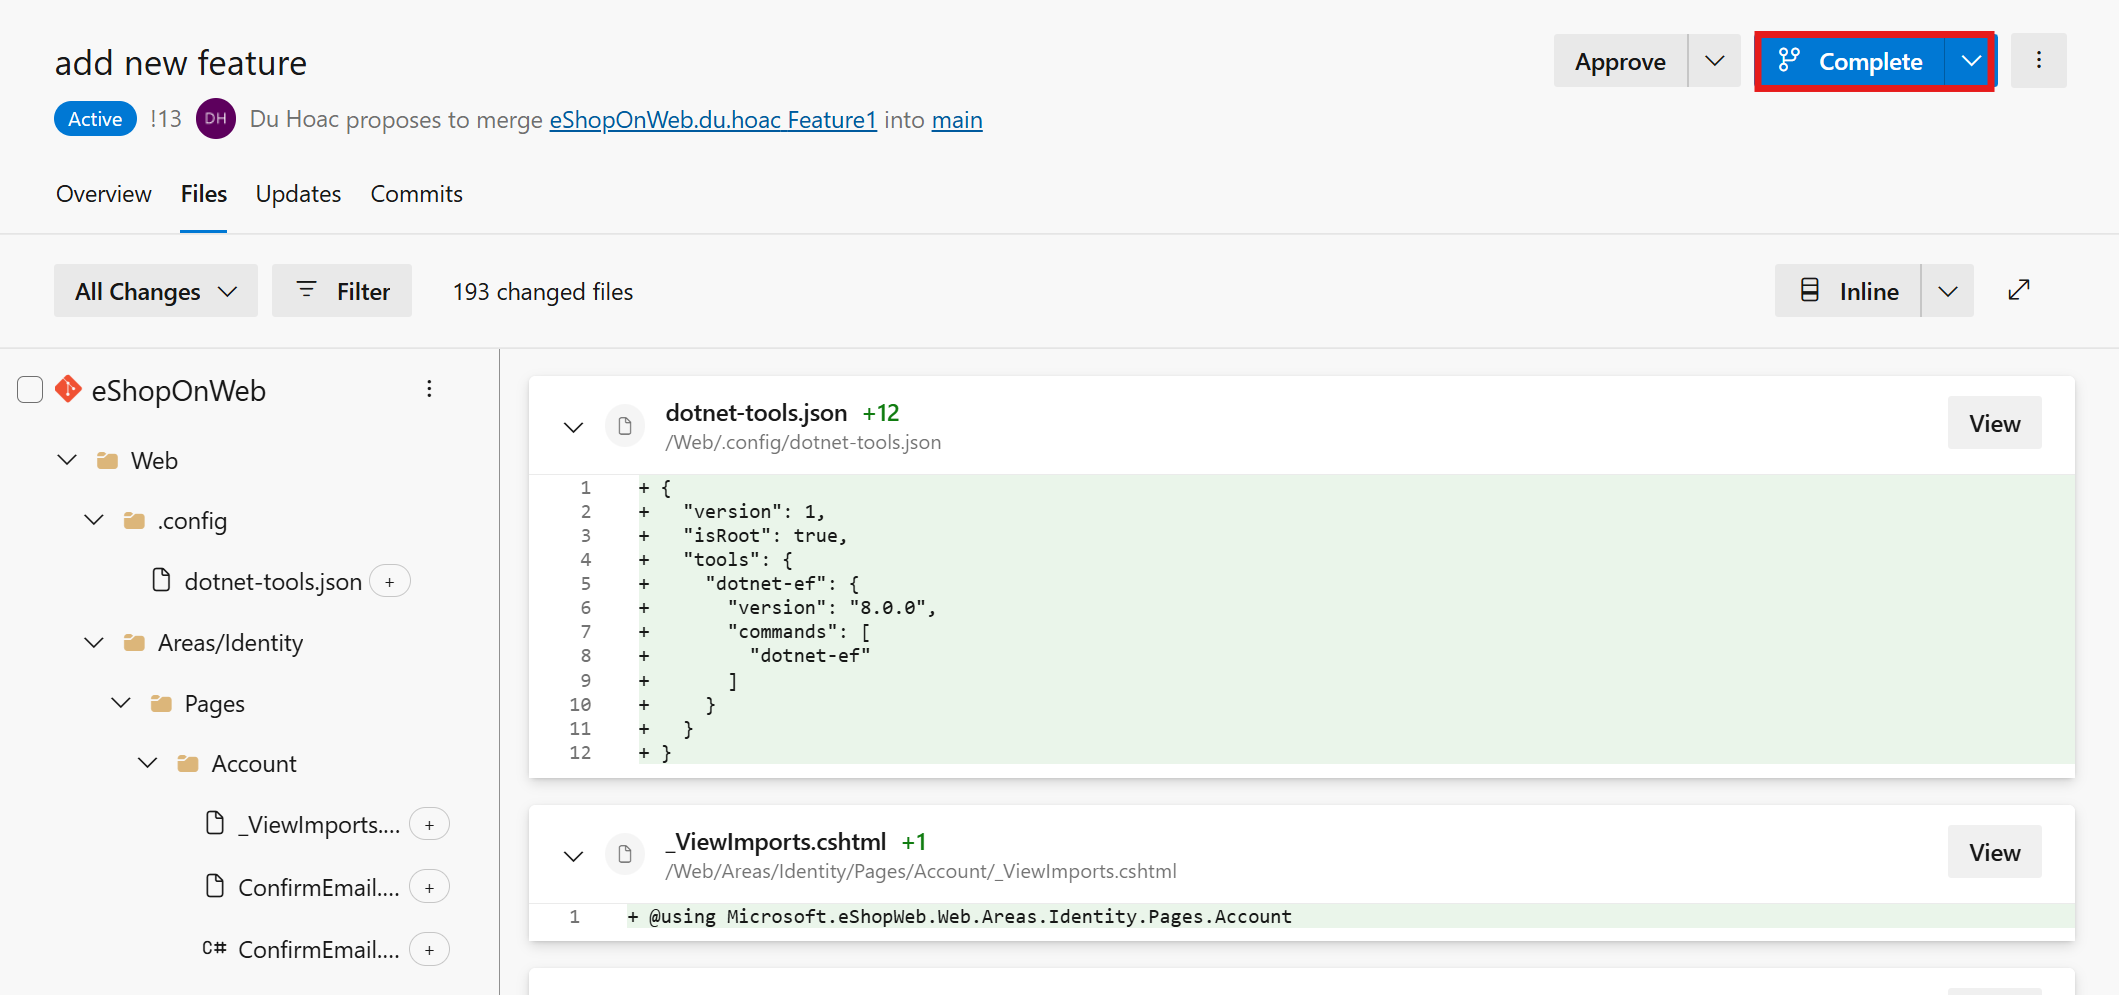 add new feature
Approve
Complete
Active !13 DH Du Hoac proposes to merge eShopOnWeb.du.hoac Feature1 into main
Overview Files Updates Commits
All Changes Filter 193 changed files Inline
eShopOnWeb
Web
.config
dotnet-tools.json +
Areas/Identity
Pages
Account
_ViewImports.... +
ConfirmEmail.... +
C# ConfirmEmail.... +
dotnet-tools.json +12
/Web/.config/dotnet-tools.json
View
1 + {
2 + "version": 1,
3 + "isRoot": true,
4 + "tools": {
5 + "dotnet-ef": {
6 + "version": "8.0.0",
7 + "commands": [
8 + "dotnet-ef"
9 + ]
10 + }
11 + }
12 + }
_ViewImports.cshtml +1
/Web/Areas/Identity/Pages/Account/_ViewImports.cshtml
View
1 + @using Microsoft.eShopWeb.Web.Areas.Identity.Pages.Account